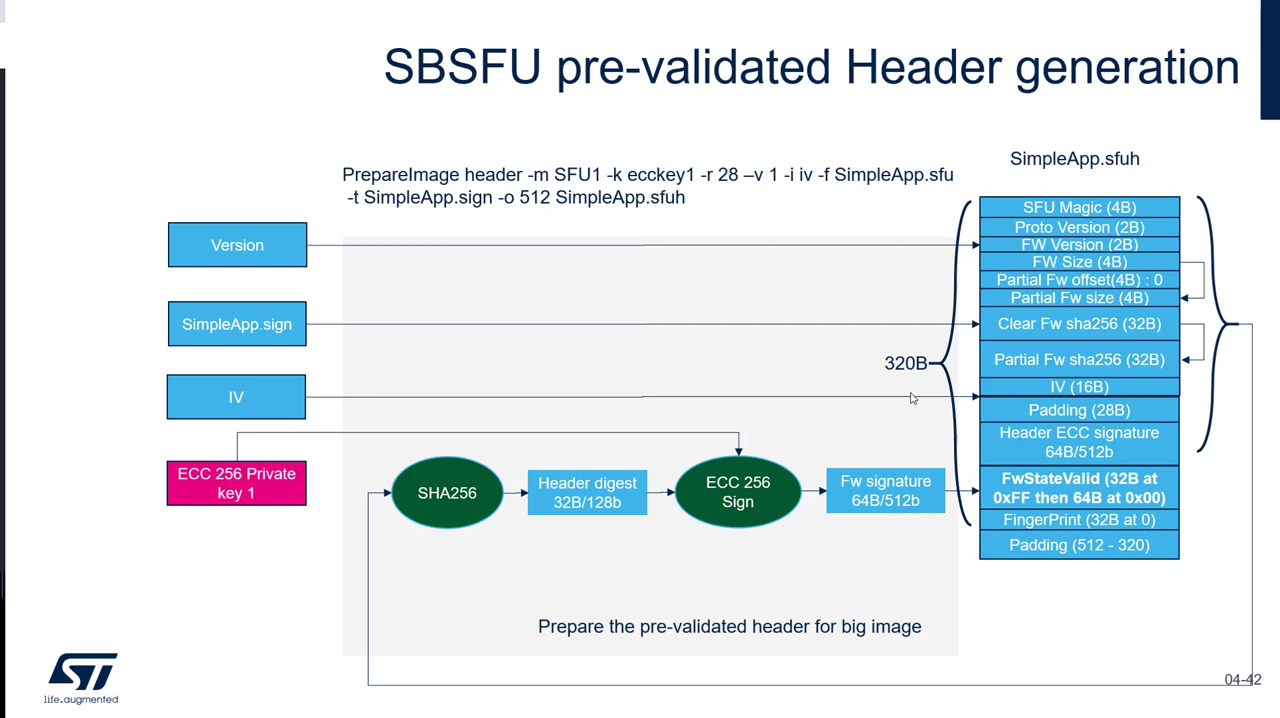 SBSFU pre-validated Header generation
PrepareImage header -m SFU1 -k ecckey1 -r 28 –v 1 -i iv -f SimpleApp.sfu
-t SimpleApp.sign -o 512 SimpleApp.sfuh
SimpleApp.sfuh
SFU Magic (4B)
Proto Version (2B)
Version
FW Version (2B)
FW Size (4B)
Partial Fw offset(4B) : 0
Partial Fw size (4B)
SimpleApp.sign
Clear Fw sha256 (32B)
320B
Partial Fw sha256 (32B)
IV
IV (16B)
Padding (28B)
Header ECC signature
64B/512b
ECC 256 Private
key 1
SHA256
Header digest
32B/128b
ECC 256
Sign
Fw signature
64B/512b
FwStateValid (32B at
0xFF then 64B at 0x00)
FingerPrint (32B at 0)
Padding (512 - 320)
Prepare the pre-validated header for big image
ST
life.augmented
04-42